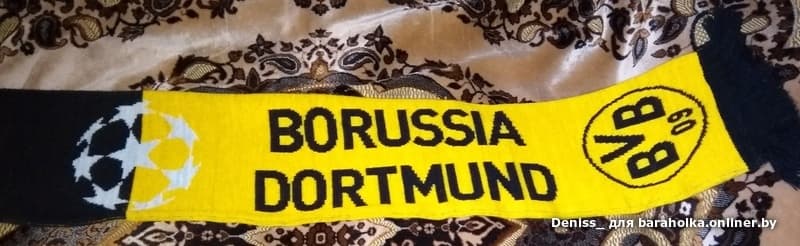 BORUSSIA
DORTMUND
BVB
09
Deniss_ для baraholka.onliner.by